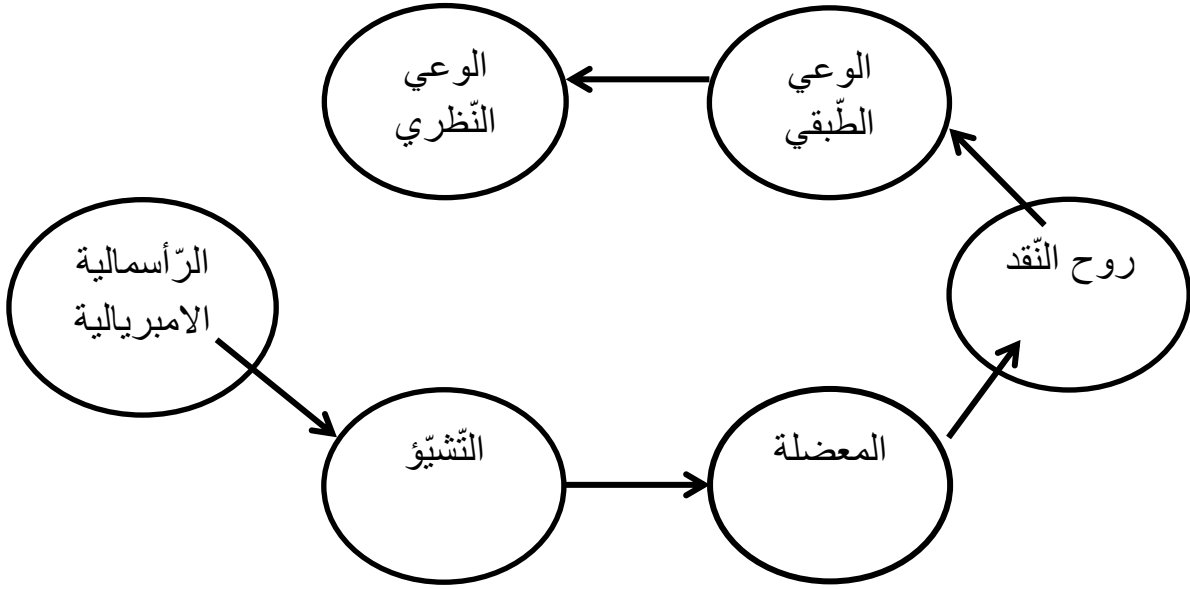 الوعي
النّظري
الوعي
الطّبقي
الرّأسمالية
الامبريالية
روح النّقد
التّشيّؤ
المعضلة